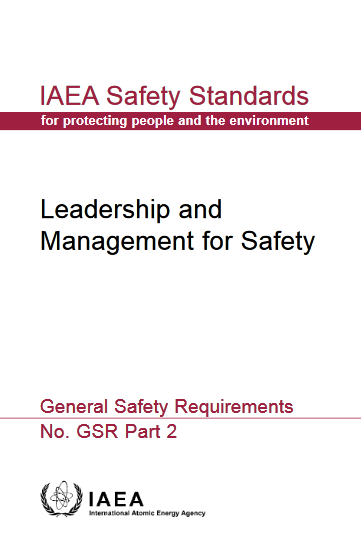 IAEA Safety Standards
for protecting people and the environment
Leadership and
Management for Safety
General Safety Requirements
No. GSR Part 2
IAEA
International Atomic Energy Agency